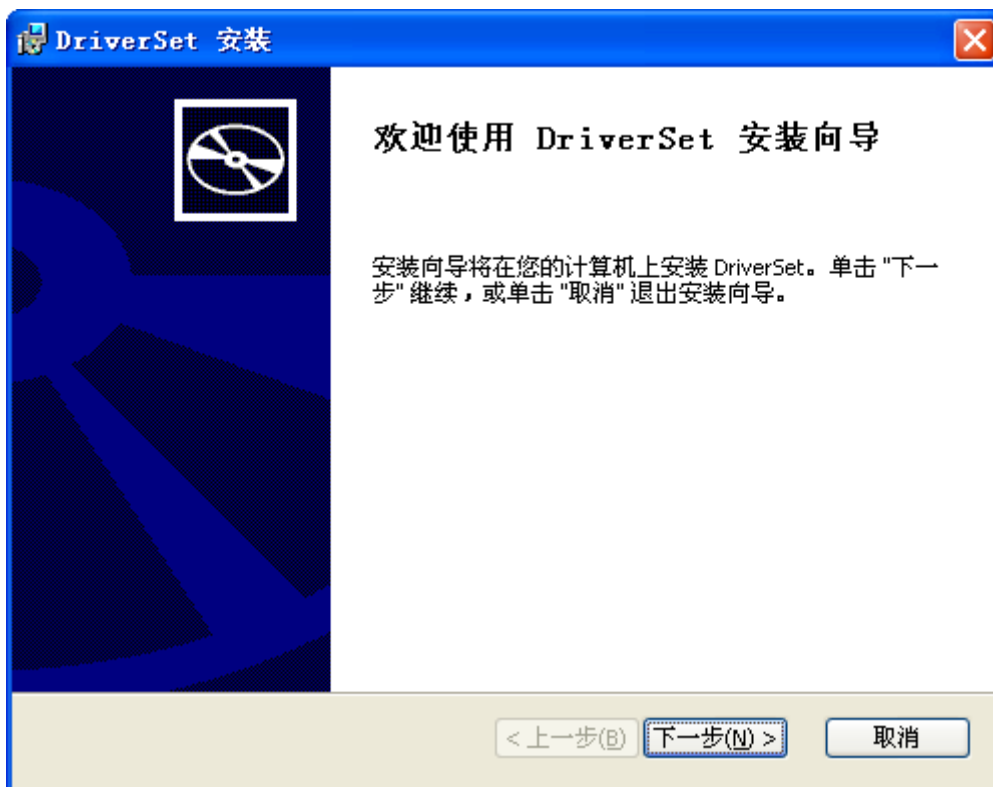 DriverSet 安装
欢迎使用 DriverSet 安装向导
安装向导将在您的计算机上安装 DriverSet。单击 "下一
步" 继续，或单击 "取消" 退出安装向导。
< 上一步(B) 下一步(N) > 取消